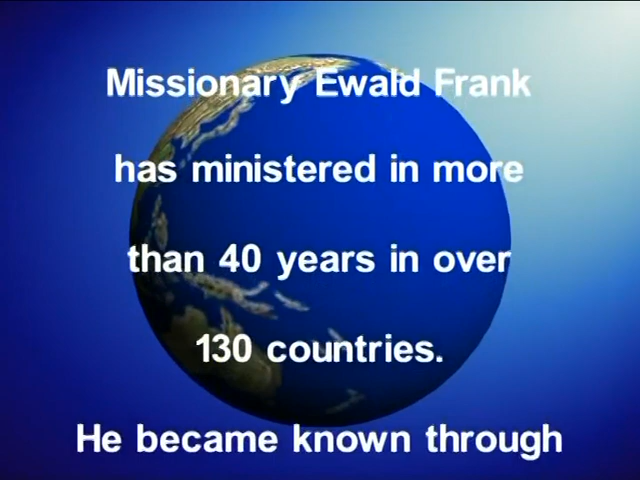 Missionary Ewald Frank
has ministered in more
than 40 years in over
130 countries.
He became known through